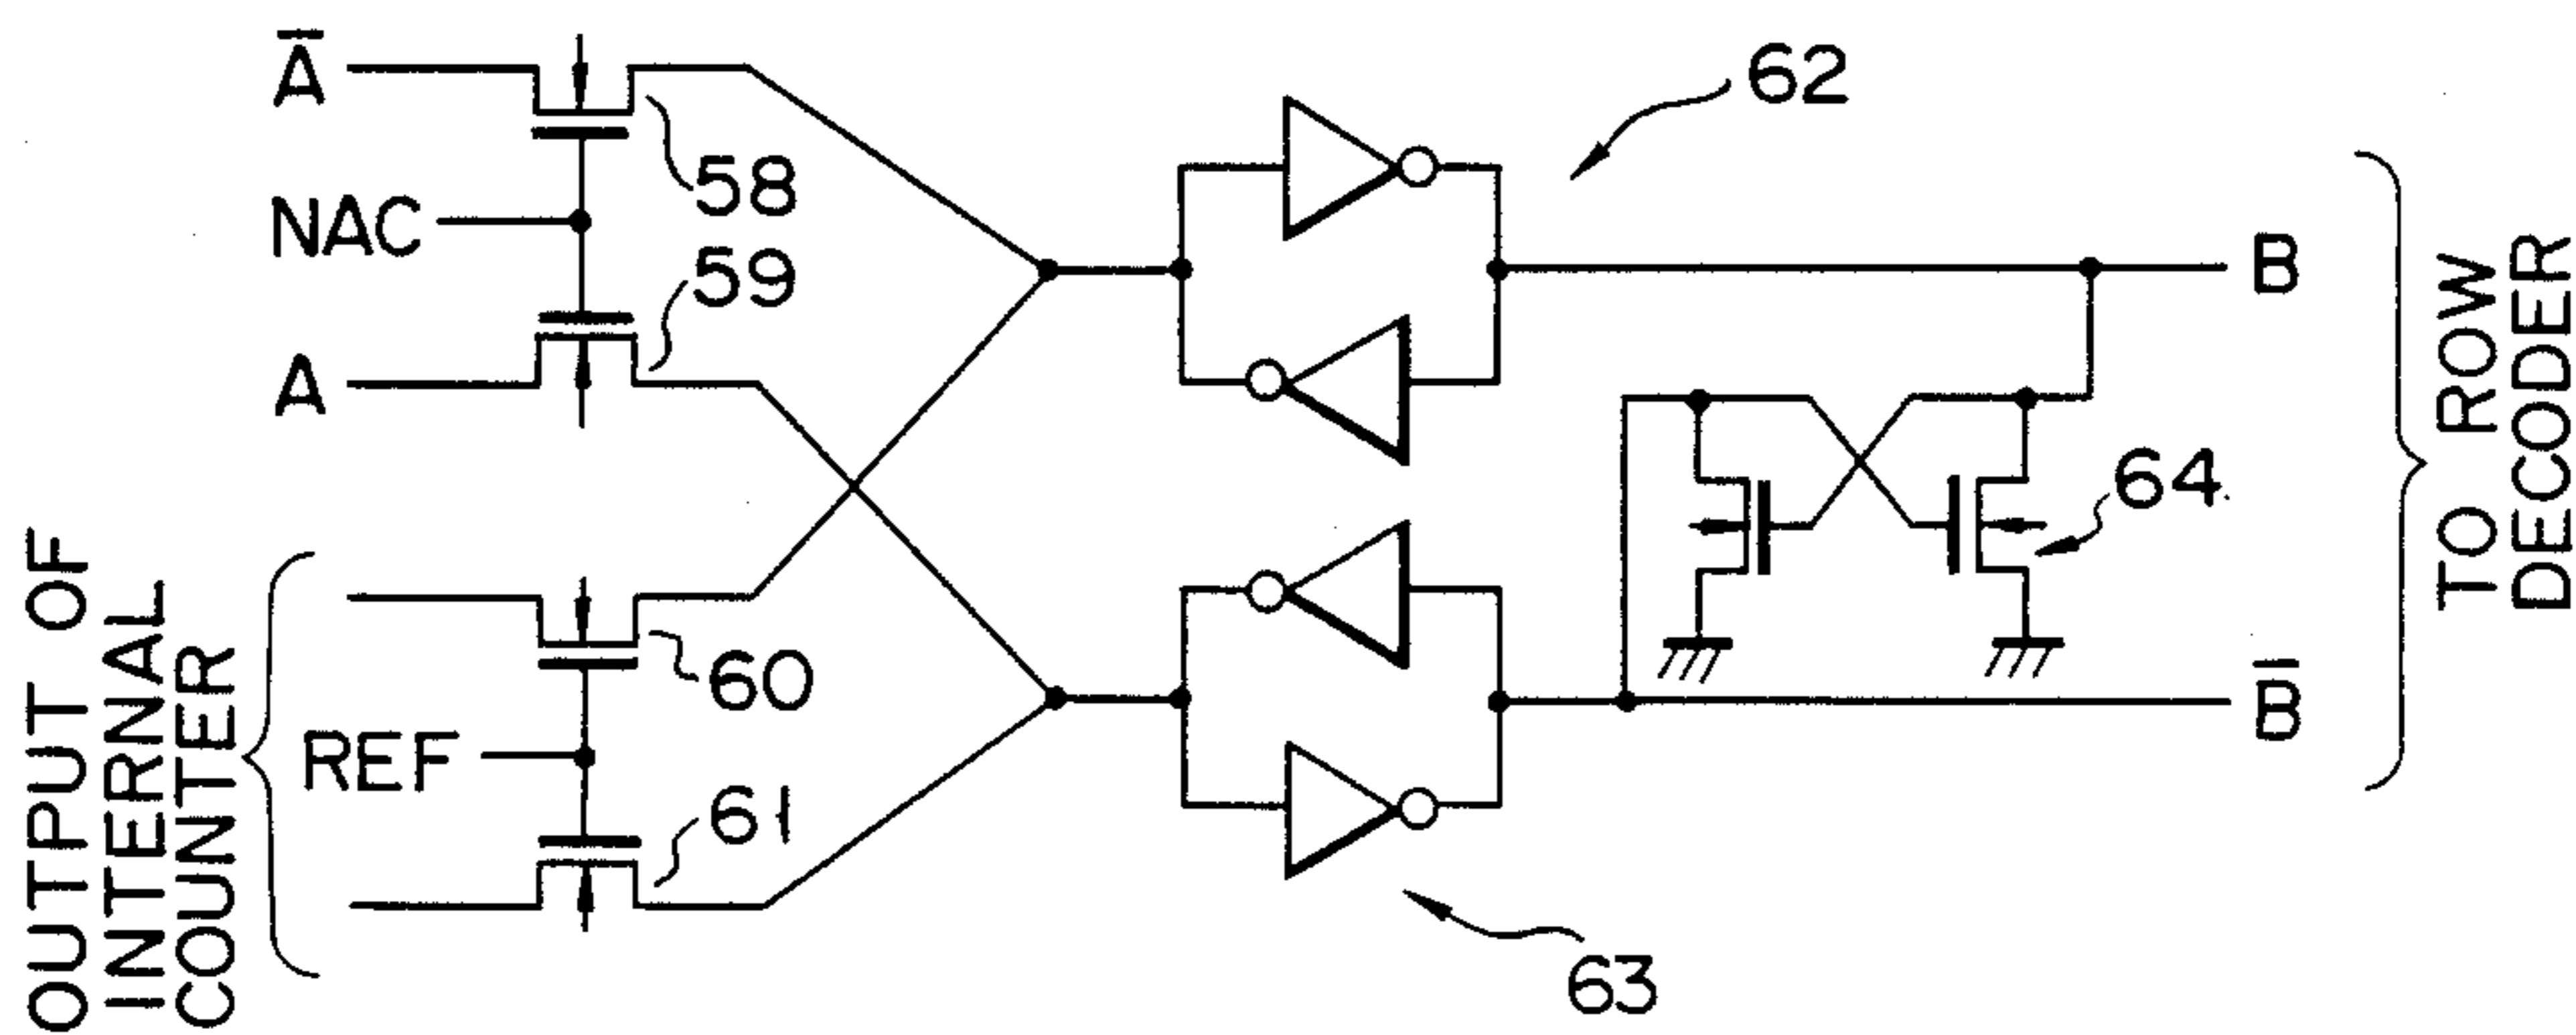 A̅
NAC
A
58
59
62
B
64
60
REF
61
63
B̅
OUTPUT OF
INTERNAL
COUNTER
TO ROW
DECODER